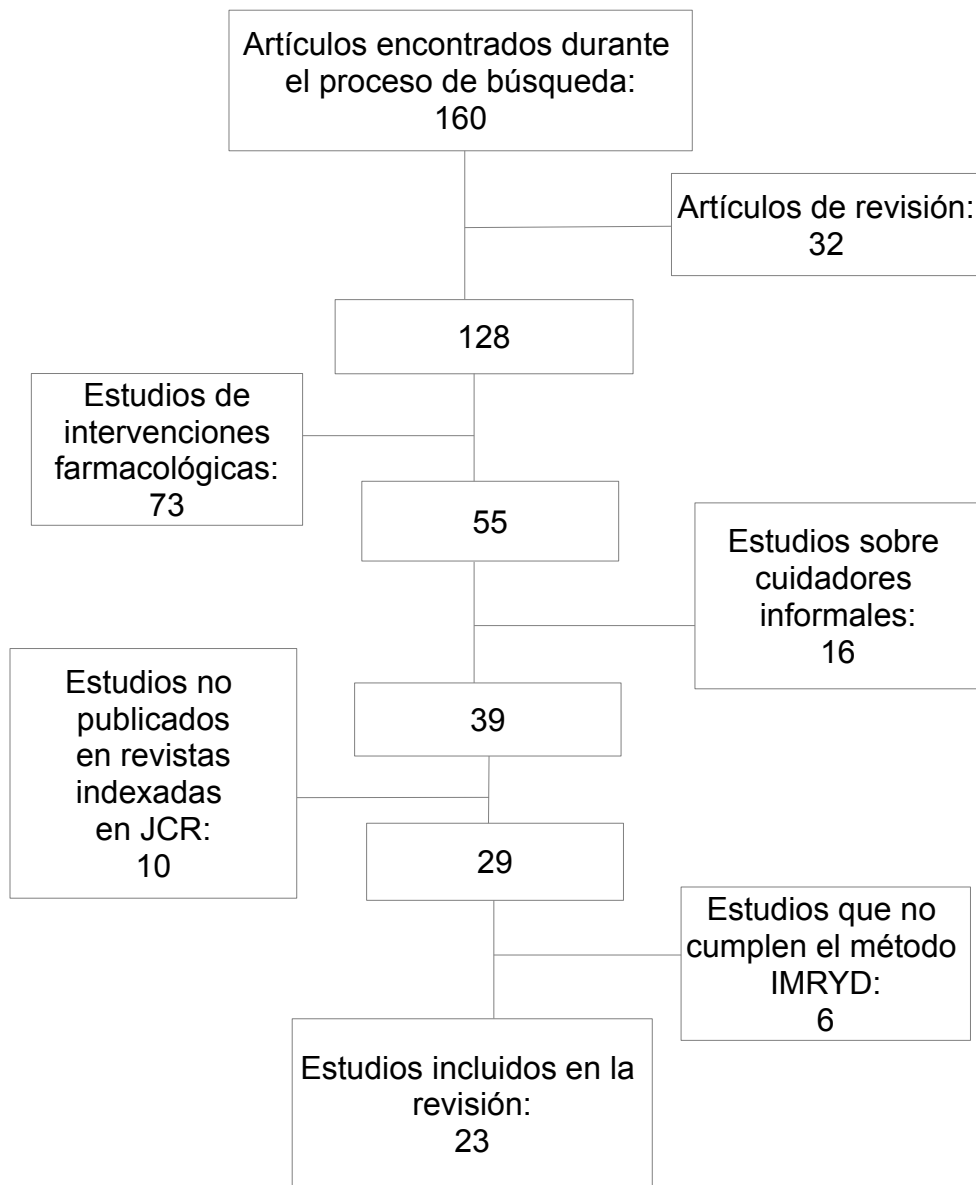 Artículos encontrados durante
el proceso de búsqueda:
160
Artículos de revisión:
32
128
Estudios de
intervenciones
farmacológicas:
73
55
Estudios sobre
cuidadores
informales:
16
39
Estudios no
publicados
en revistas
indexadas
en JCR:
10
29
Estudios que no
cumplen el método
IMRYD:
6
Estudios incluidos en la
revisión:
23